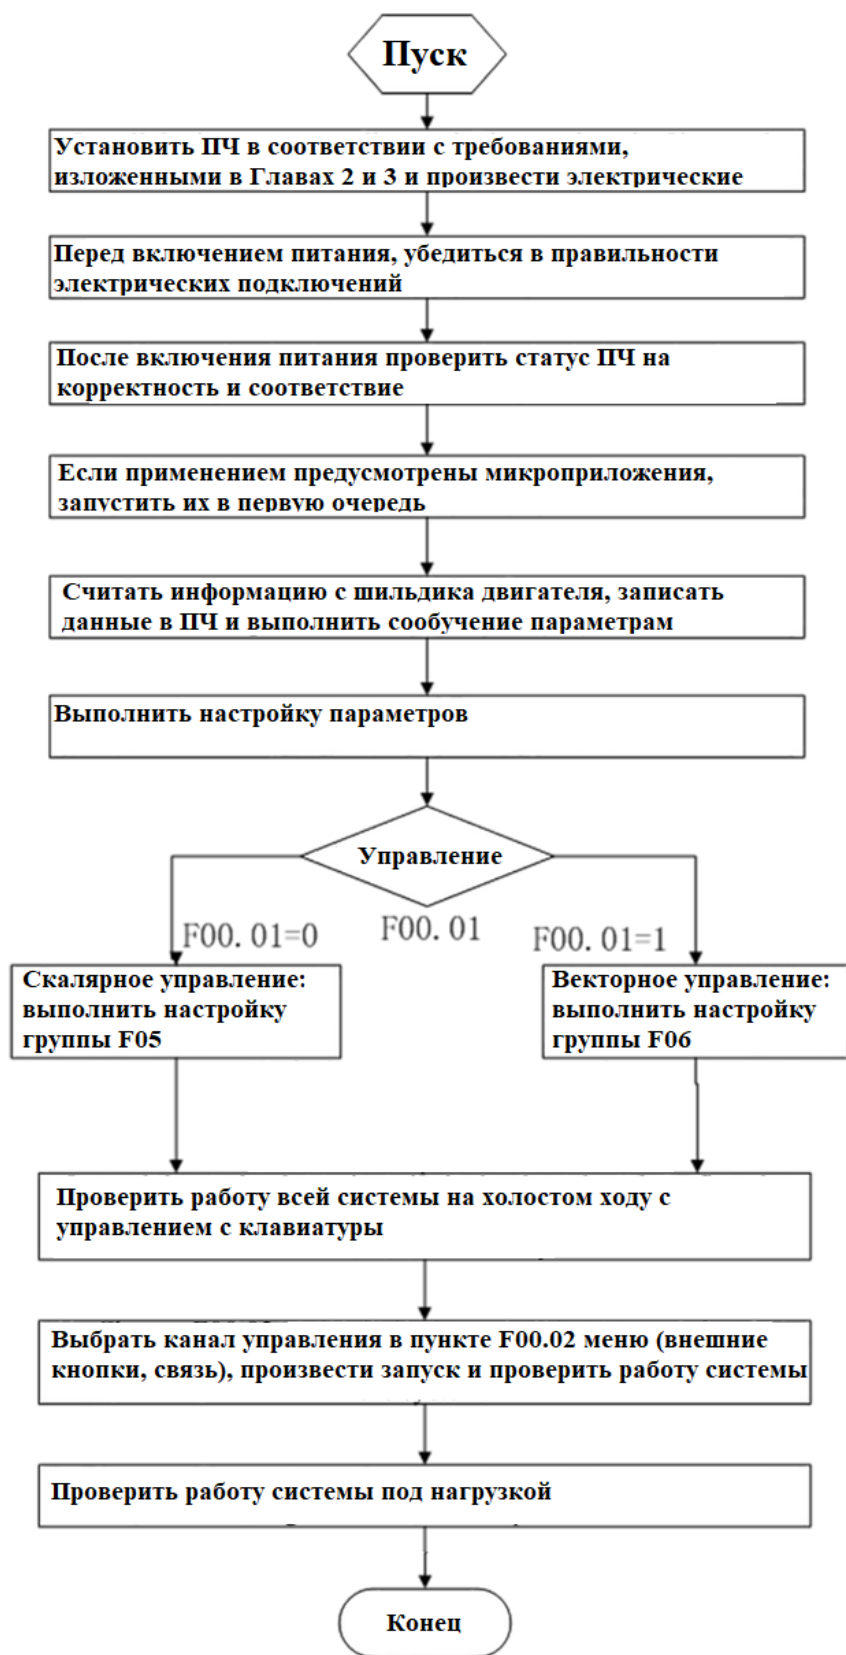 Пуск
Установить ПЧ в соответствии с требованиями,
изложенными в Главах 2 и 3 и произвести электрические
Перед включением питания, убедиться в правильности
электрических подключений
После включения питания проверить статус ПЧ на
корректность и соответствие
Если применением предусмотрены микроприложения,
запустить их в первую очередь
Считать информацию с шильдика двигателя, записать
данные в ПЧ и выполнить сообучение параметрам
Выполнить настройку параметров
Управление
F00.01=0
F00.01
F00.01=1
Скалярное управление:
выполнить настройку
группы F05
Векторное управление:
выполнить настройку
группы F06
Проверить работу всей системы на холостом ходу с
управлением с клавиатуры
Выбрать канал управления в пункте F00.02 меню (внешние
кнопки, связь), произвести запуск и проверить работу системы
Проверить работу системы под нагрузкой
Конец